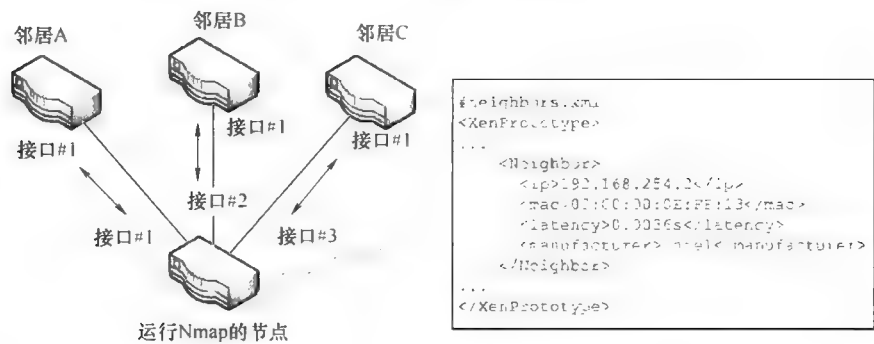 邻居A
邻居B
邻居C
接口#1
接口#1
接口#1
接口#1
接口#2
接口#3
运行Nmap的节点
<XenPrototype>
...
<Neighbor>
<ip>192.168.254.2</ip>
<latency>0.0036s</latency>
</Neighbor>
...
</XenPrototype>